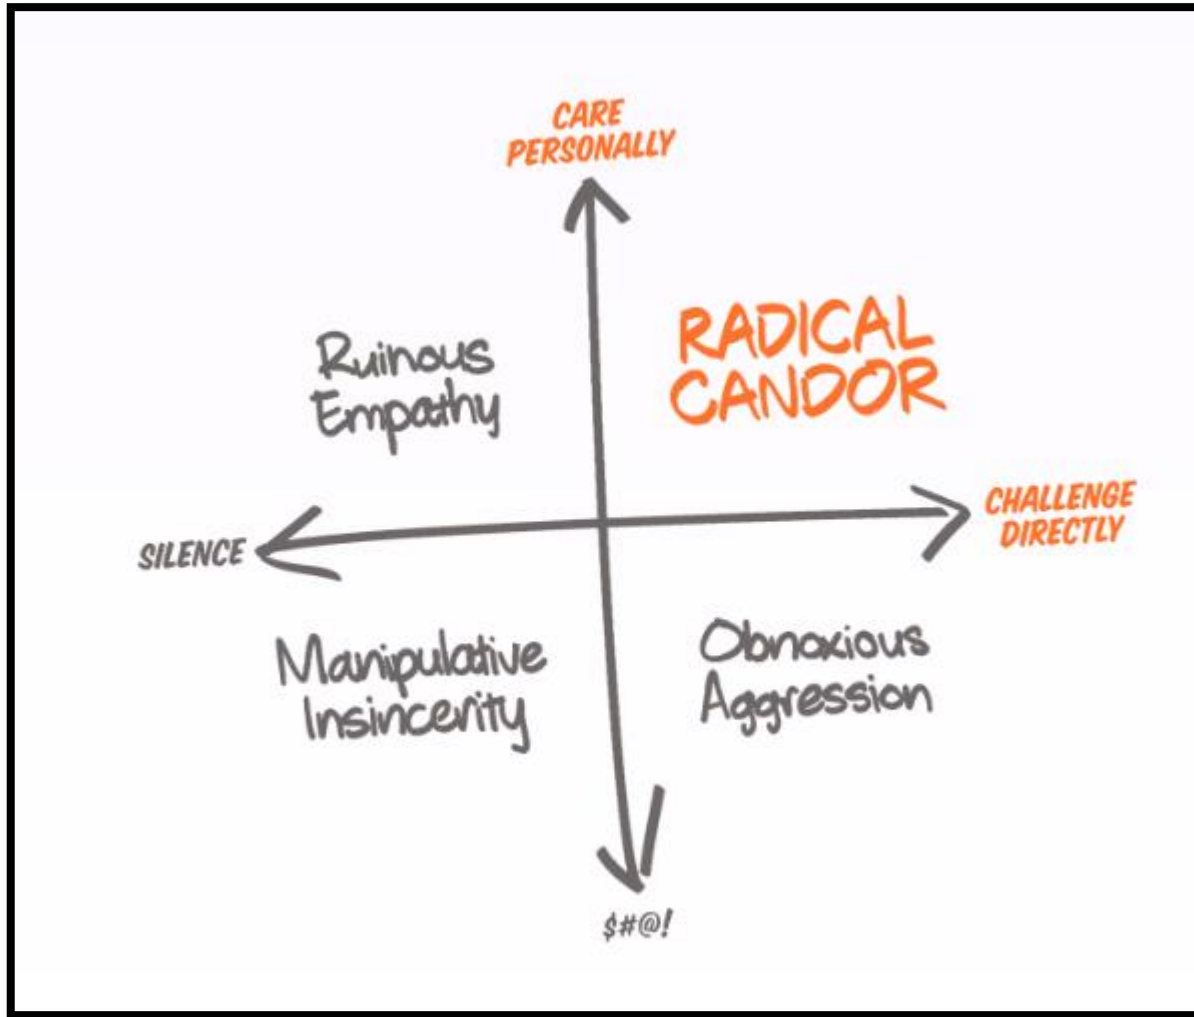 CARE
PERSONALLY
Ruinous
Empathy
RADICAL
CANDOR
SILENCE
CHALLENGE
DIRECTLY
Manipulative
Insincerity
Obnoxious
Aggression
$#@!